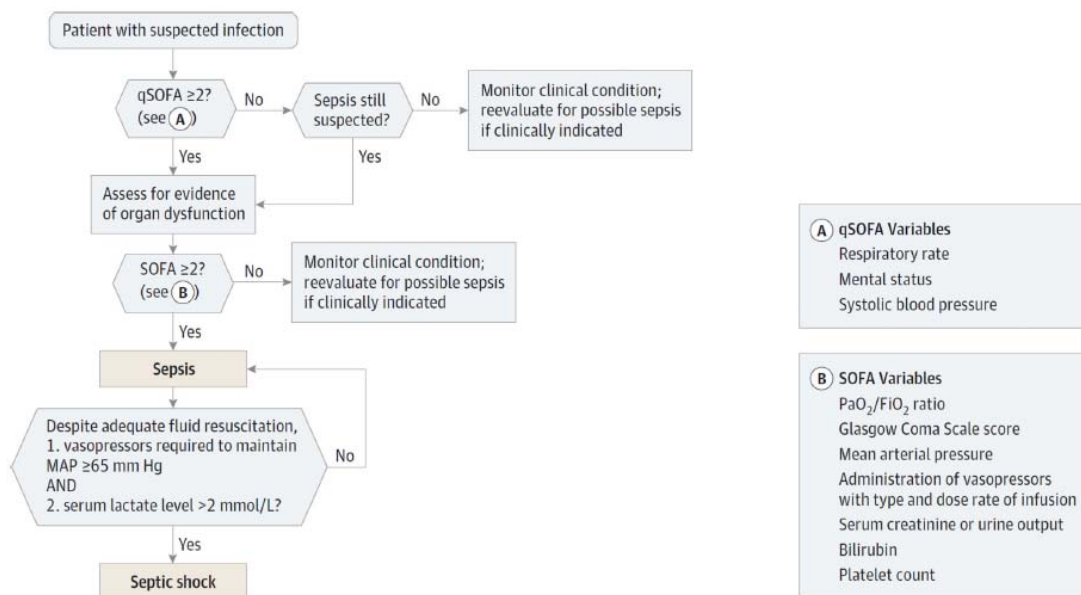 Patient with suspected infection
qSOFA ≥2?
(see A)
No
Sepsis still
suspected?
No
Monitor clinical condition;
reevaluate for possible sepsis
if clinically indicated
Yes
Yes
Assess for evidence
of organ dysfunction
SOFA ≥2?
(see B)
No
Monitor clinical condition;
reevaluate for possible sepsis
if clinically indicated
Yes
Sepsis
Despite adequate fluid resuscitation,
1. vasopressors required to maintain
MAP ≥65 mm Hg
AND
2. serum lactate level >2 mmol/L?
No
Yes
Septic shock
A qSOFA Variables
Respiratory rate
Mental status
Systolic blood pressure
B SOFA Variables
PaO₂/FiO₂ ratio
Glasgow Coma Scale score
Mean arterial pressure
Administration of vasopressors
with type and dose rate of infusion
Serum creatinine or urine output
Bilirubin
Platelet count